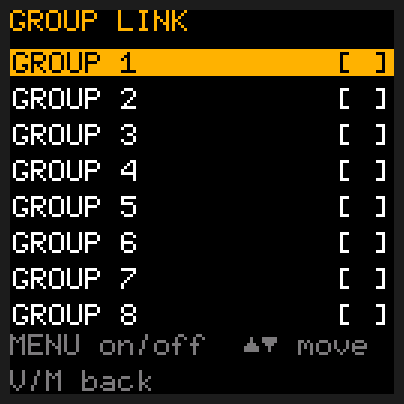 GROUP LINK
GROUP 1 [ ]
GROUP 2 [ ]
GROUP 3 [ ]
GROUP 4 [ ]
GROUP 5 [ ]
GROUP 6 [ ]
GROUP 7 [ ]
GROUP 8 [ ]
MENU on/off ▲▼ move
V/M back